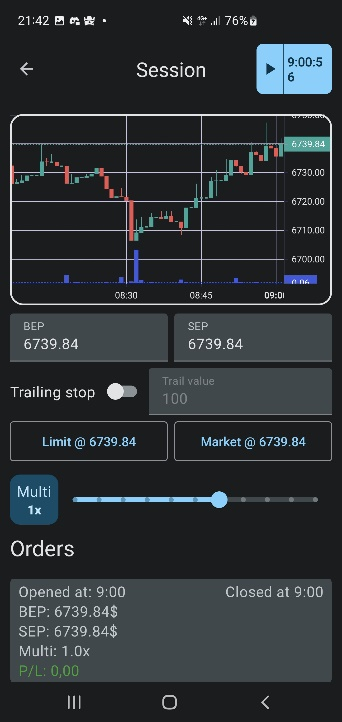 21:42 76%
Session
9:00:5
6
6739.84
6730.00
6720.00
6710.00
6700.00
0.06
08:30 08:45 09:00
BEP SEP
6739.84 6739.84
Trailing stop
Trail value
100
Limit @ 6739.84 Market @ 6739.84
Multi
1x
Orders
Opened at: 9:00 Closed at 9:00
BEP: 6739.84$
SEP: 6739.84$
Multi: 1.0x
P/L: 0,00